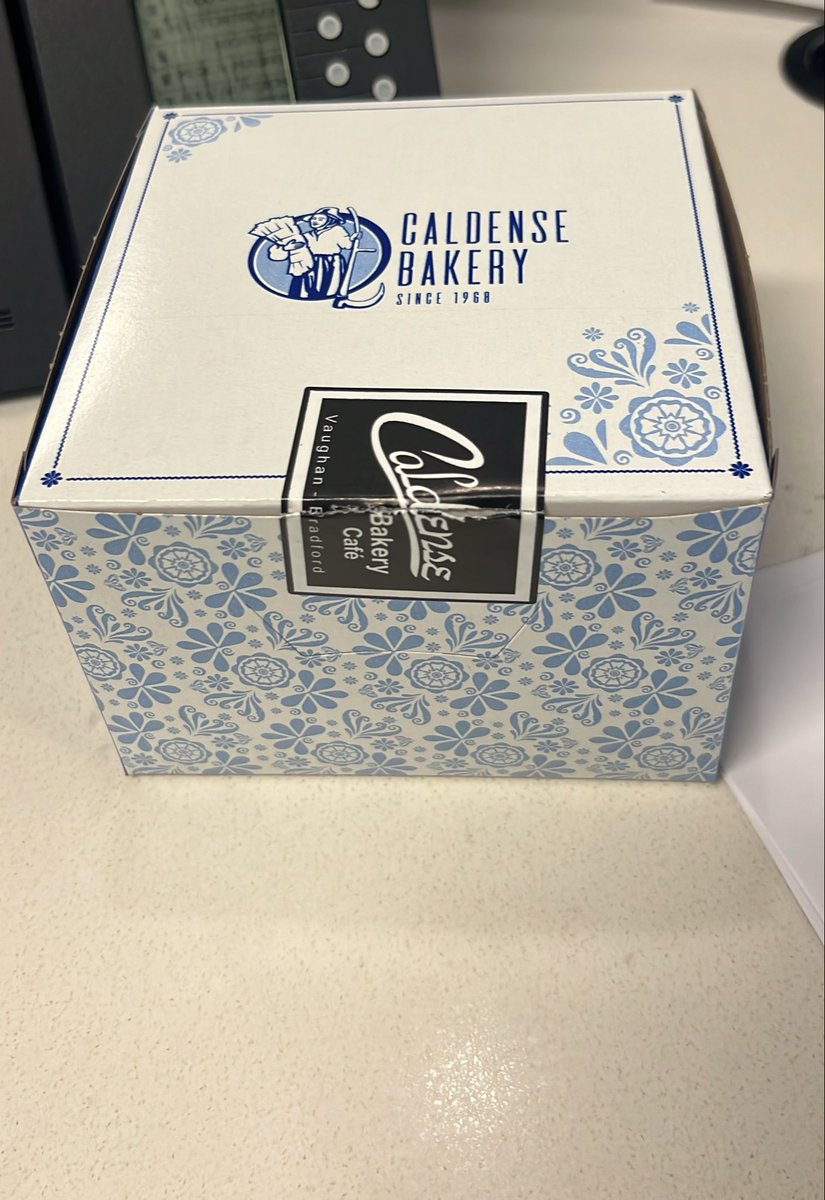 CALDENSE
BAKERY
SINCE 1968
Caldense
Bakery
Café
Vaughan - Bradford